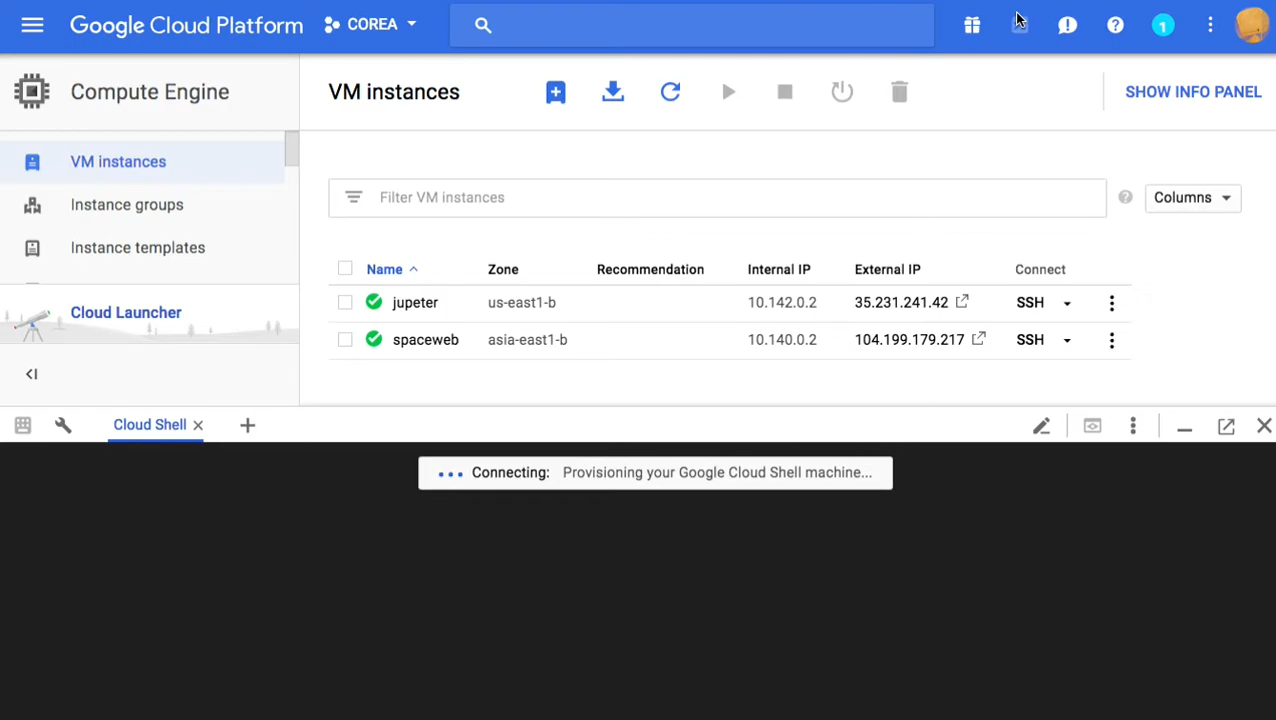 Google Cloud Platform COREA 1
Compute Engine VM instances SHOW INFO PANEL
VM instances
Instance groups
Instance templates
Cloud Launcher
Filter VM instances Columns
Name Zone Recommendation Internal IP External IP Connect
jupeter us-east1-b 10.142.0.2 35.231.241.42 SSH
spaceweb asia-east1-b 10.140.0.2 104.199.179.217 SSH
Cloud Shell
Connecting: Provisioning your Google Cloud Shell machine...